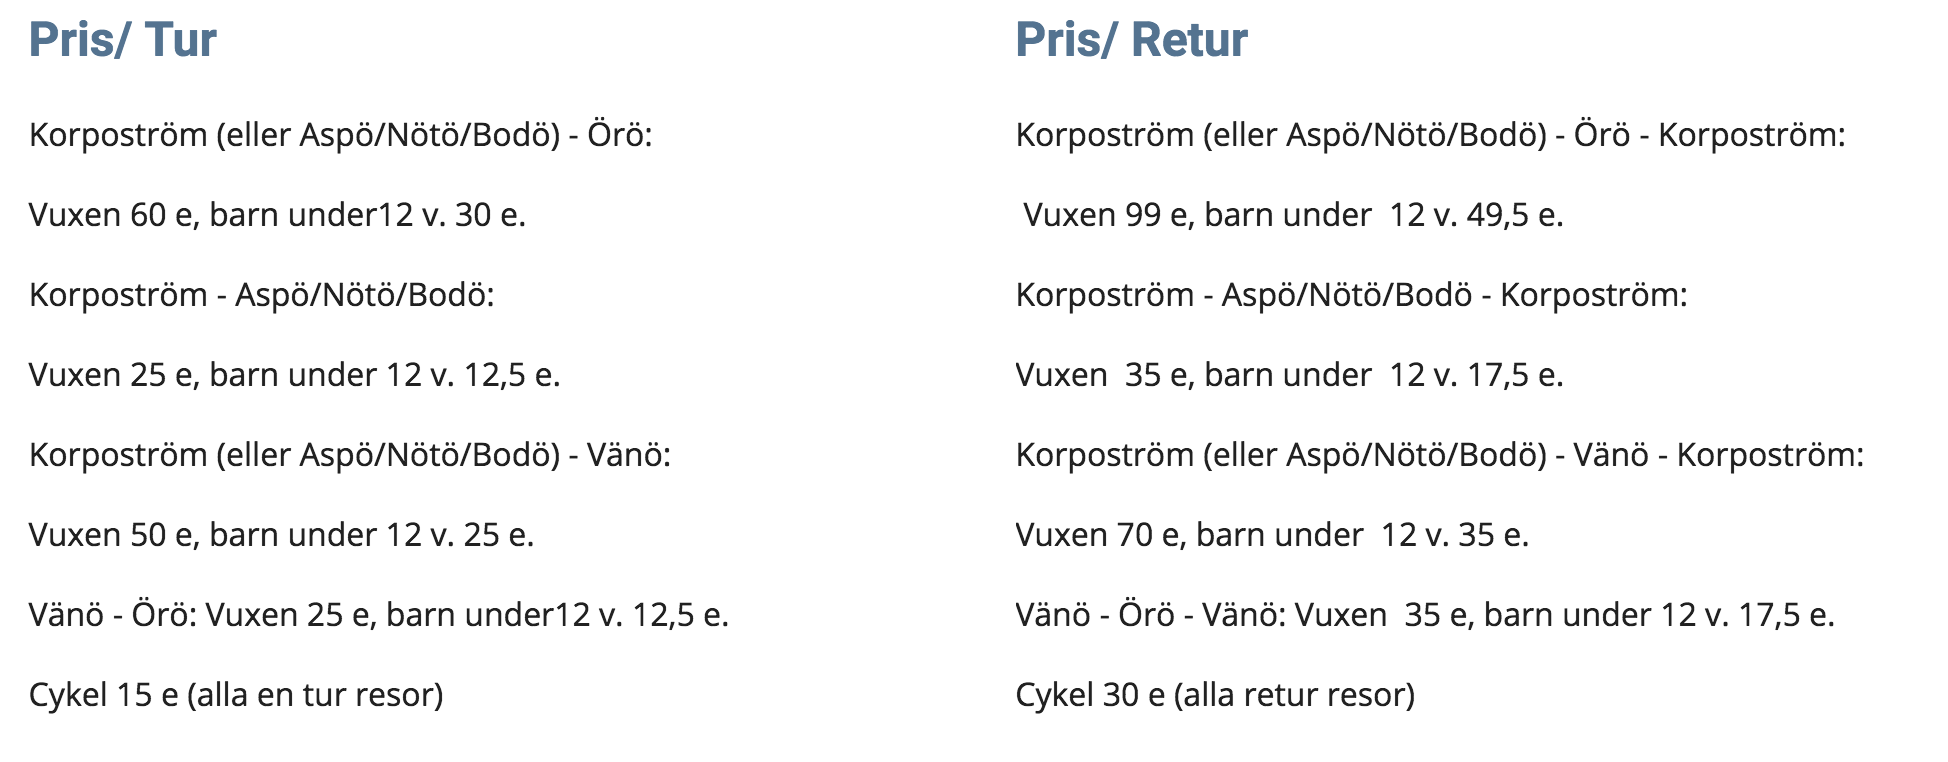 Pris/ Tur
Korpoström (eller Aspö/Nötö/Bodö) - Örö:
Vuxen 60 e, barn under12 v. 30 e.
Korpoström - Aspö/Nötö/Bodö:
Vuxen 25 e, barn under 12 v. 12,5 e.
Korpoström (eller Aspö/Nötö/Bodö) - Vänö:
Vuxen 50 e, barn under 12 v. 25 e.
Vänö - Örö: Vuxen 25 e, barn under12 v. 12,5 e.
Cykel 15 e (alla en tur resor)
Pris/ Retur
Korpoström (eller Aspö/Nötö/Bodö) - Örö - Korpoström:
Vuxen 99 e, barn under  12 v. 49,5 e.
Korpoström - Aspö/Nötö/Bodö - Korpoström:
Vuxen  35 e, barn under  12 v. 17,5 e.
Korpoström (eller Aspö/Nötö/Bodö) - Vänö - Korpoström:
Vuxen 70 e, barn under  12 v. 35 e.
Vänö - Örö - Vänö: Vuxen  35 e, barn under 12 v. 17,5 e.
Cykel 30 e (alla retur resor)